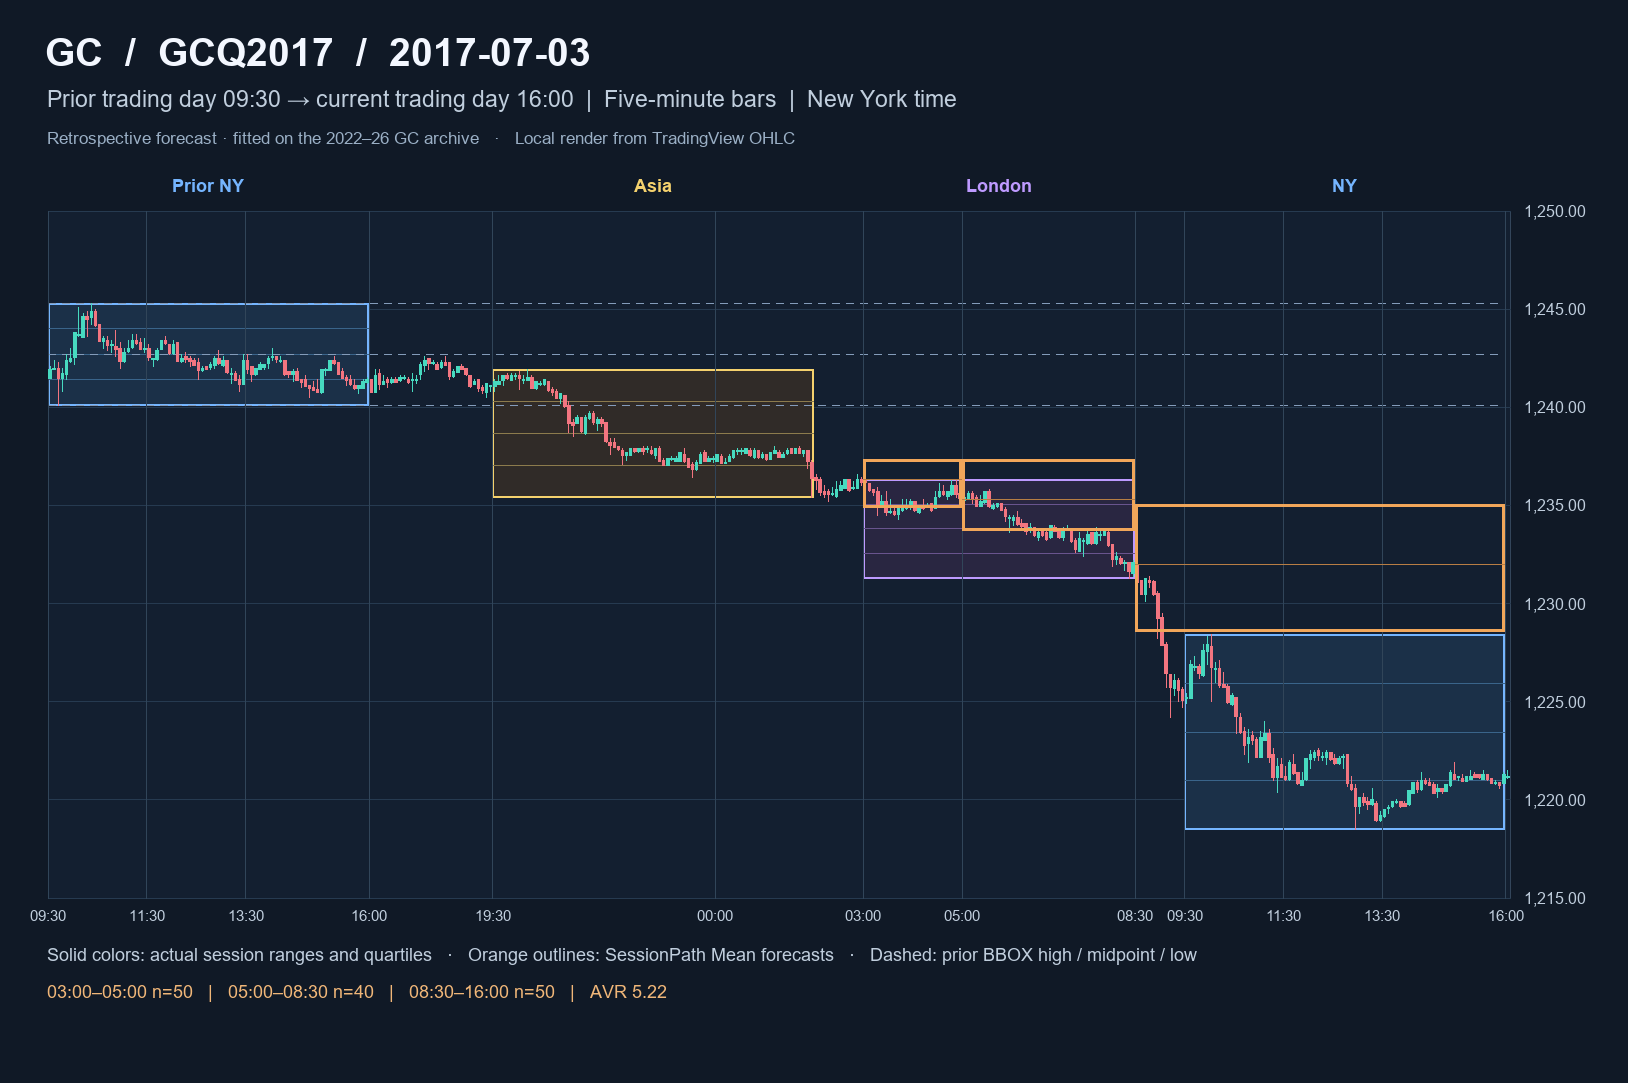 GC / GCQ2017 / 2017-07-03
Prior trading day 09:30 → current trading day 16:00 | Five-minute bars | New York time
Retrospective forecast · fitted on the 2022–26 GC archive · Local render from TradingView OHLC
Prior NY Asia London NY
1,250.00
1,245.00
1,240.00
1,235.00
1,230.00
1,225.00
1,220.00
1,215.00
09:30 11:30 13:30 16:00 19:30 00:00 03:00 05:00 08:30 09:30 11:30 13:30 16:00
Solid colors: actual session ranges and quartiles · Orange outlines: SessionPath Mean forecasts · Dashed: prior BBOX high / midpoint / low
03:00–05:00 n=50 | 05:00–08:30 n=40 | 08:30–16:00 n=50 | AVR 5.22